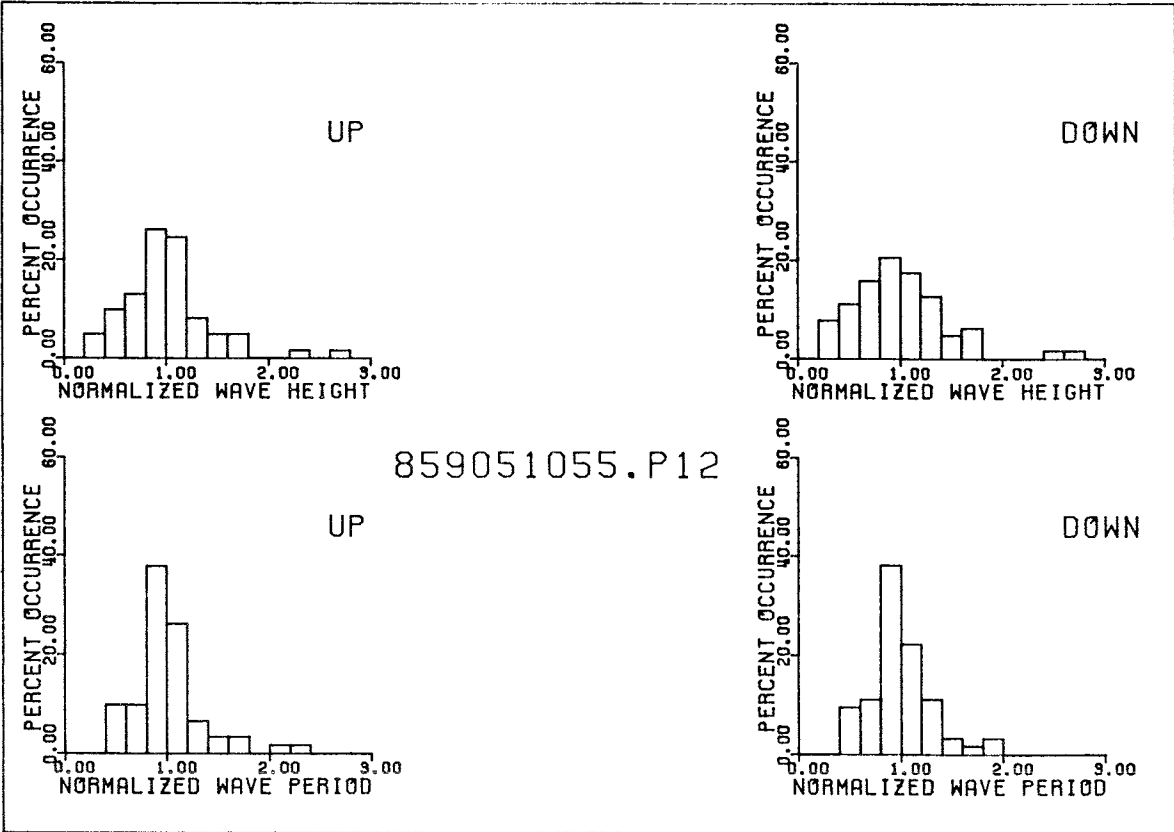 PERCENT OCCURRENCE
0.00 20.00 40.00 60.00
UP
0.00 1.00 2.00 3.00
NORMALIZED WAVE HEIGHT
PERCENT OCCURRENCE
0.00 20.00 40.00 60.00
DOWN
0.00 1.00 2.00 3.00
NORMALIZED WAVE HEIGHT
859051055.P12
PERCENT OCCURRENCE
0.00 20.00 40.00 60.00
UP
0.00 1.00 2.00 3.00
NORMALIZED WAVE PERIOD
PERCENT OCCURRENCE
0.00 20.00 40.00 60.00
DOWN
0.00 1.00 2.00 3.00
NORMALIZED WAVE PERIOD